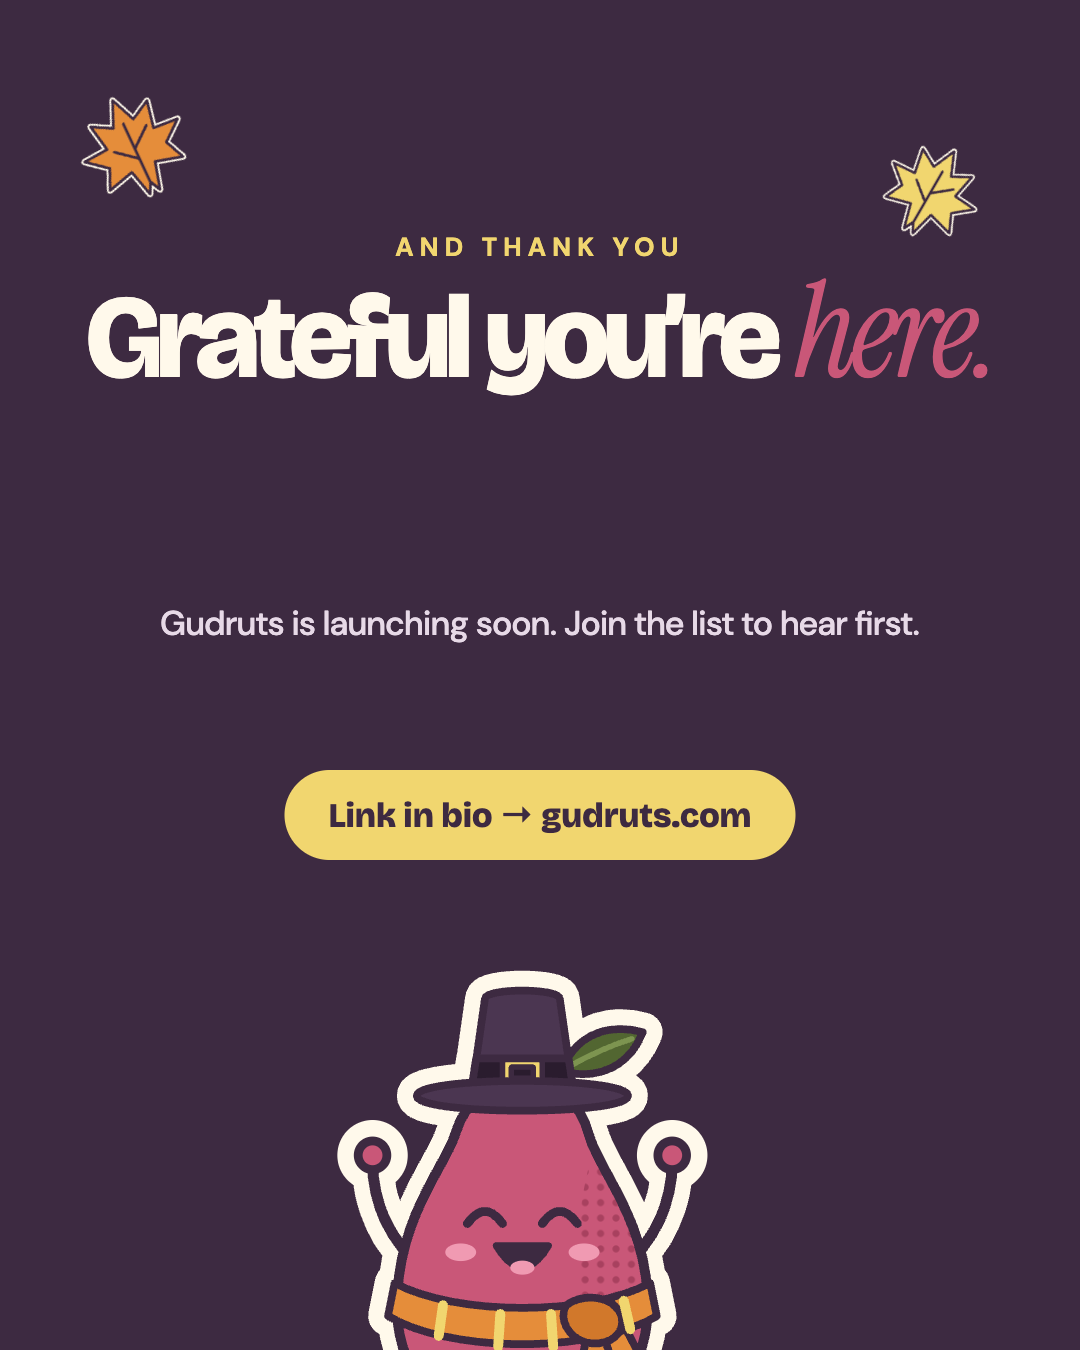 AND THANK YOU
Grateful you're here.
Gudruts is launching soon. Join the list to hear first.
Link in bio → gudruts.com